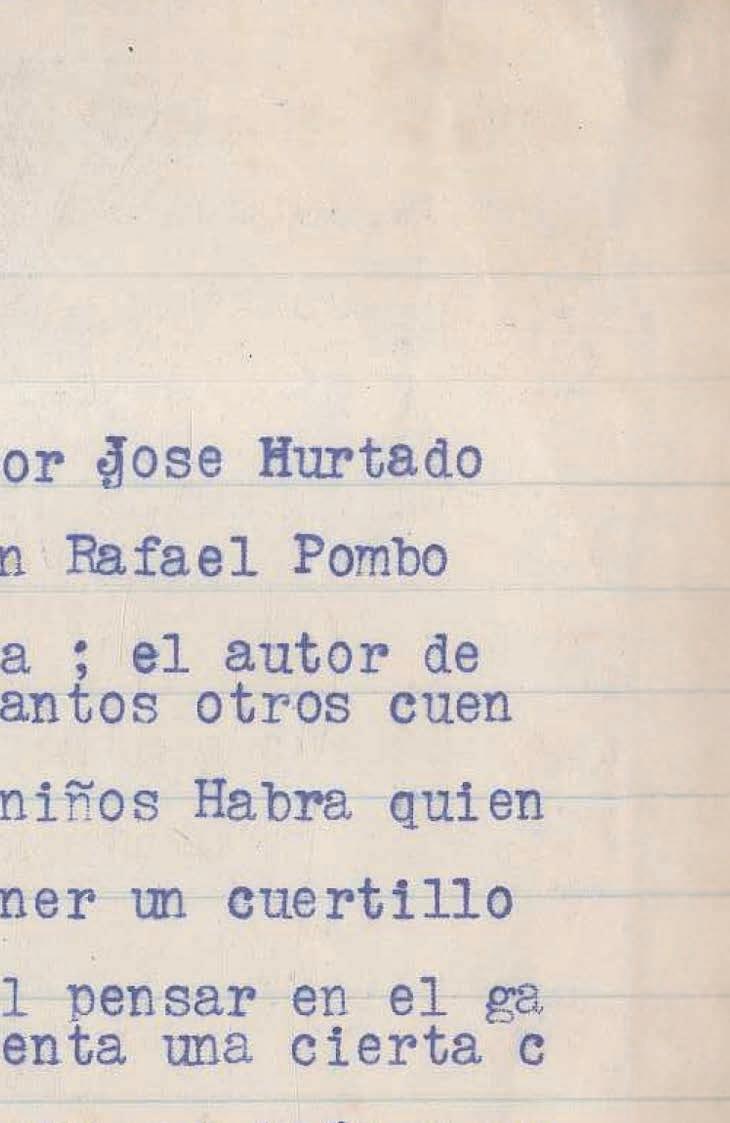 or Jose Hurtado
n Rafael Pombo
a ; el autor de
antos otros cuen
niños Habra quien
ner un cuertillo
l pensar en el ga
enta una cierta c